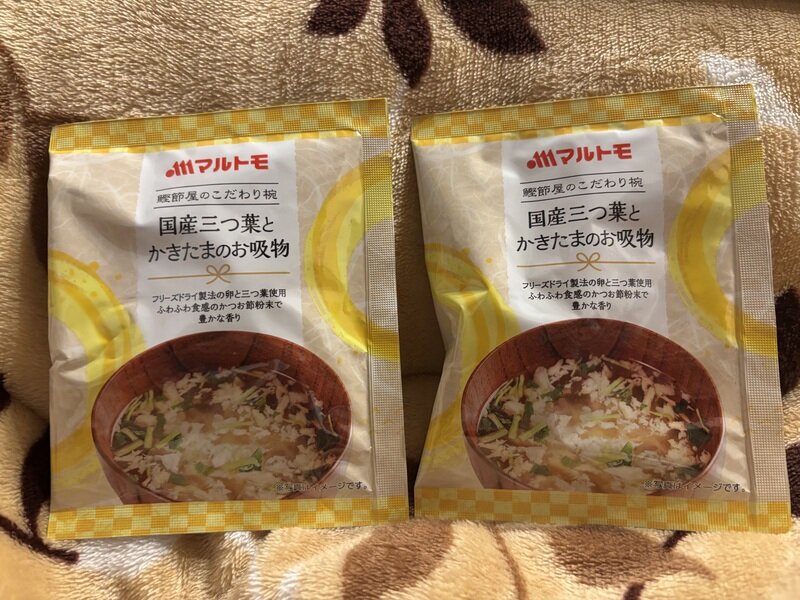 マルトモ
鰹節屋のこだわり椀
国産三つ葉と
かきたまのお吸物
フリーズドライ製法の卵と三つ葉使用
ふわふわ食感のかつお節粉末で
豊かな香り
※写真はイメージです。
マルトモ
鰹節屋のこだわり椀
国産三つ葉と
かきたまのお吸物
フリーズドライ製法の卵と三つ葉使用
ふわふわ食感のかつお節粉末で
豊かな香り
※写真はイメージです。